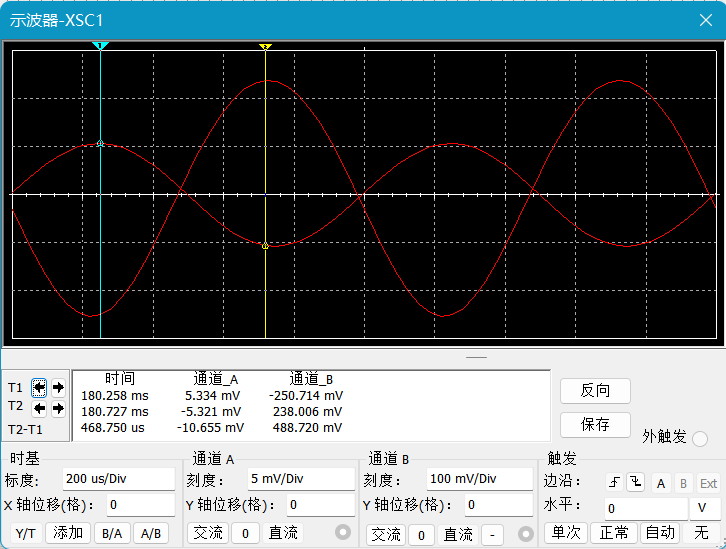 示波器-XSC1
1
2
时间 通道_A 通道_B
T1 180.258 ms 5.334 mV -250.714 mV
T2 180.727 ms -5.321 mV 238.006 mV
T2-T1 468.750 us -10.655 mV 488.720 mV
反向
保存
外触发
时基
标度: 200 us/Div
X 轴位移(格): 0
Y/T 添加 B/A A/B
通道 A
刻度: 5 mV/Div
Y 轴位移(格): 0
交流 0 直流
通道 B
刻度: 100 mV/Div
Y 轴位移(格): 0
交流 0 直流 -
触发
边沿: A B Ext
水平: 0 V
单次 正常 自动 无